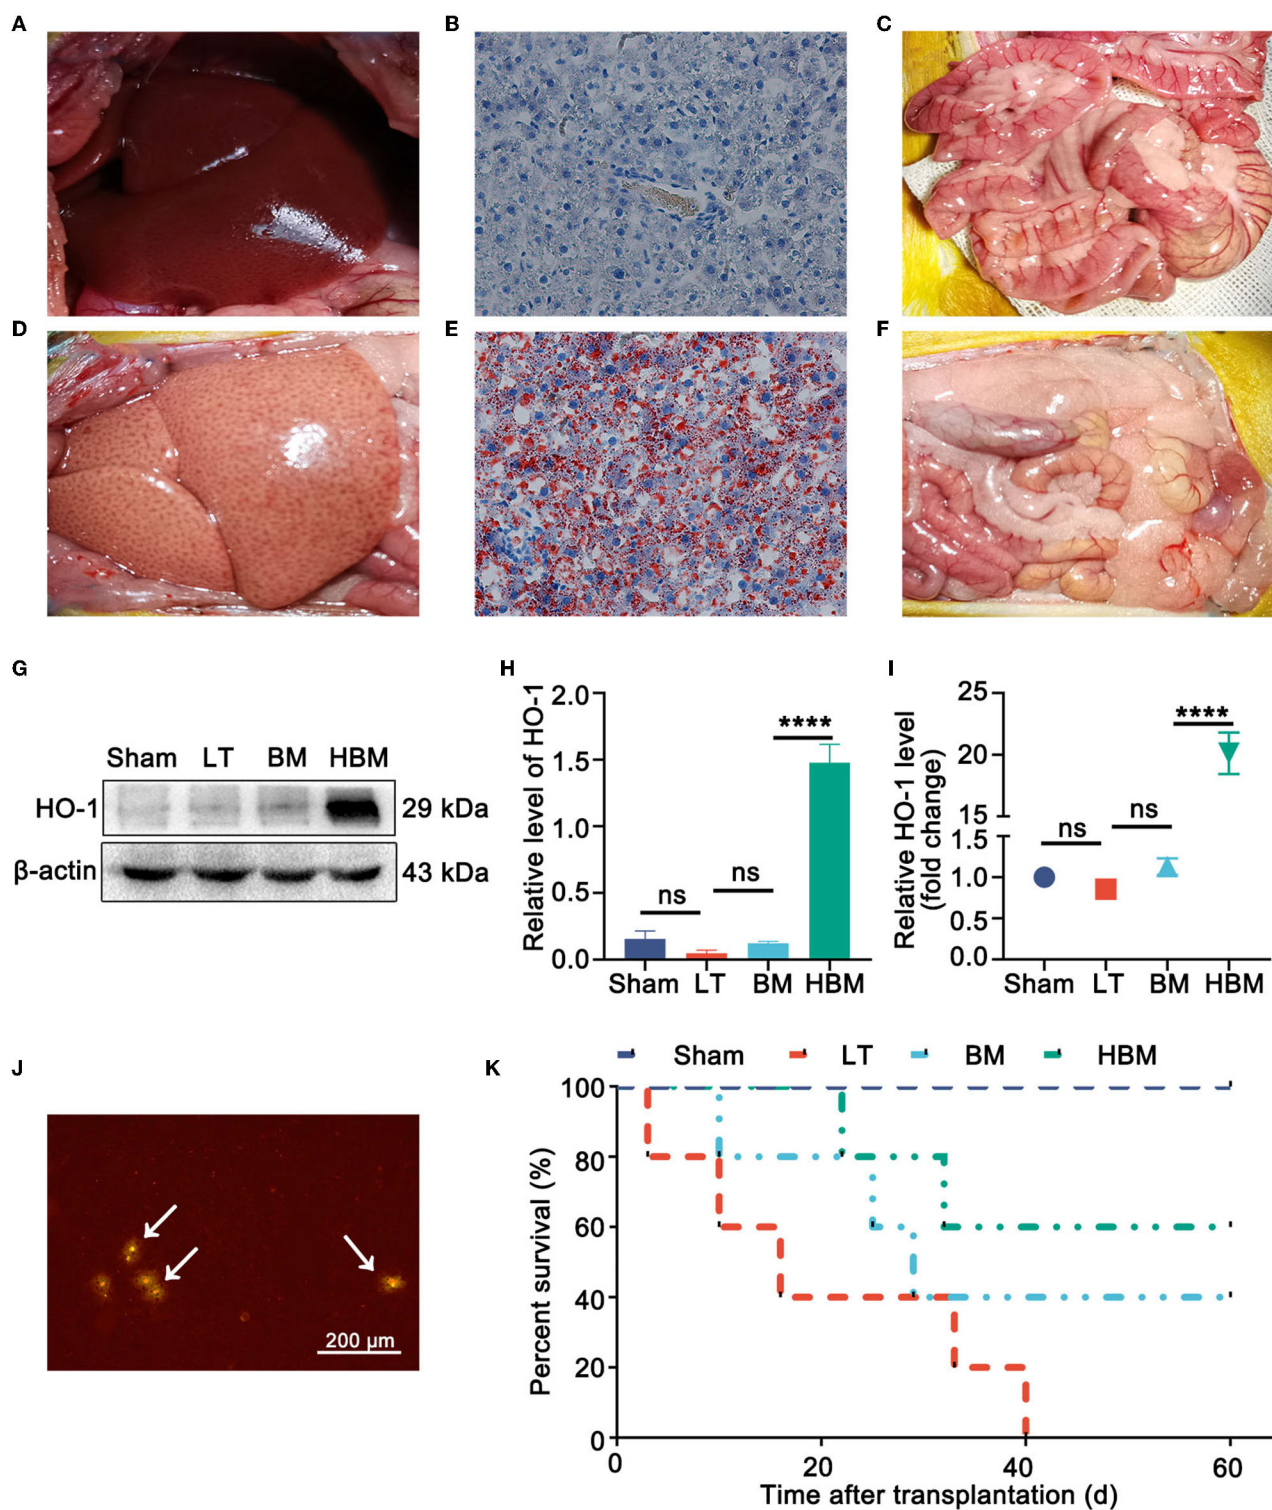 A
B
C
D
E
F
G
H
I
Sham LT BM HBM
HO-1
29 kDa
β-actin
43 kDa
Relative level of HO-1
2.0
1.5
1.0
0.5
0.0
ns
ns
****
Sham LT BM HBM
Relative HO-1 level
(fold change)
25
20
15
1.5
1.0
0.5
0.0
ns
ns
****
Sham LT BM HBM
J
200 μm
K
Sham LT BM HBM
Percent survival (%)
100
80
60
40
20
0
0 20 40 60
Time after transplantation (d)